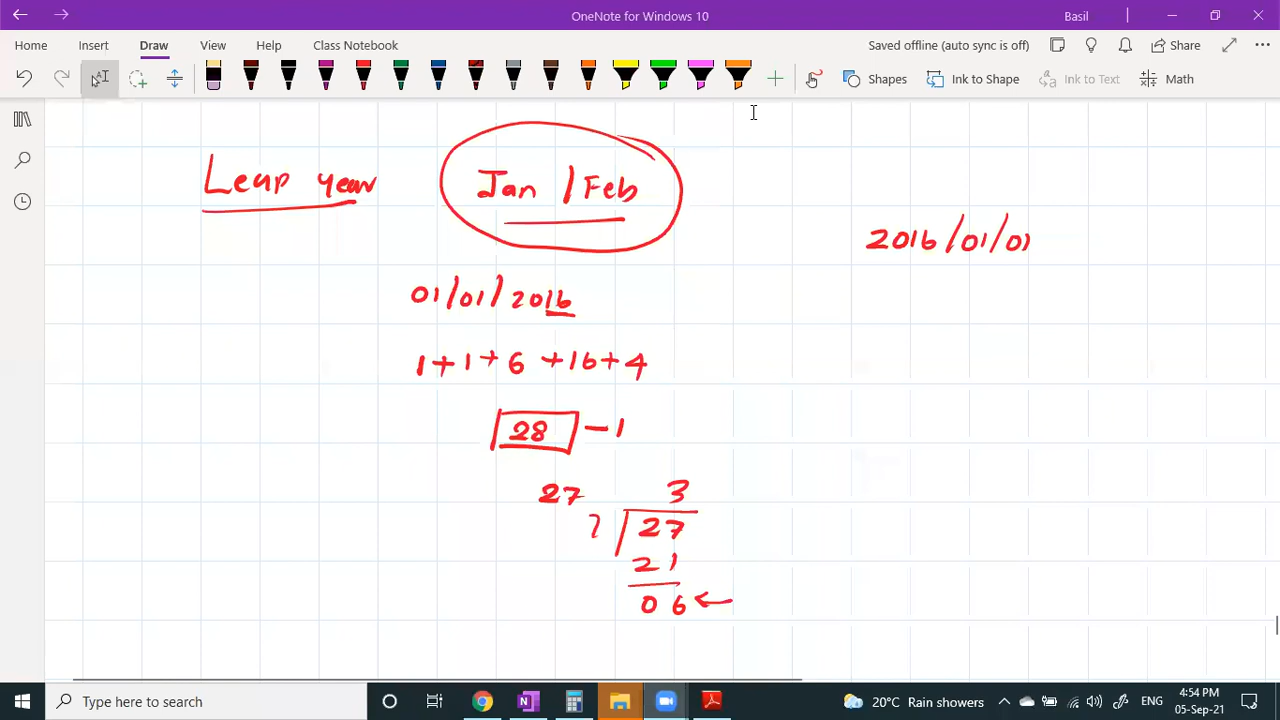 OneNote for Windows 10
Basil
Home Insert Draw View Help Class Notebook
Saved offline (auto sync is on)
Share
Shapes
Ink to Shape
Ink to Text
Math
Leap year
Jan / Feb
2016/01/01
01/01/2016
1+1+6+16+4
28 -1
27
3
7 27
21
06 ←
Type here to search
20°C Rain showers
ENG
4:54 PM
05-Sep-21